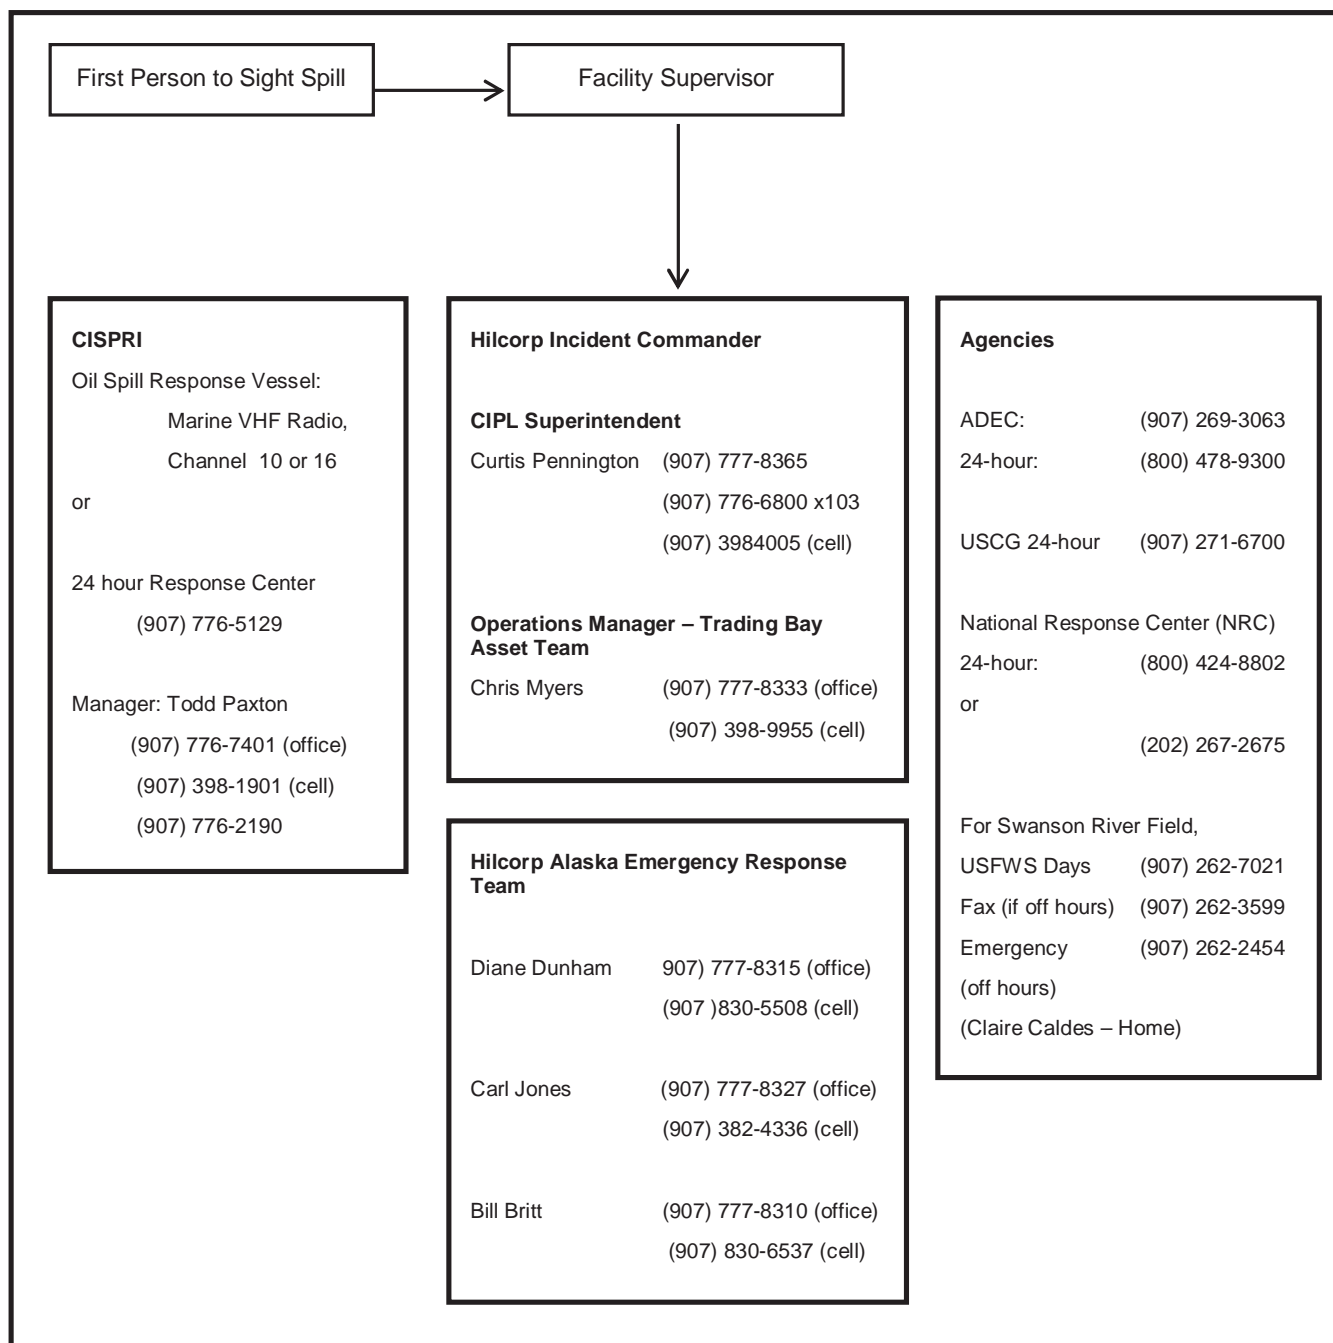 First Person to Sight Spill
Facility Supervisor
CISPRI
Oil Spill Response Vessel:
Marine VHF Radio,
Channel 10 or 16
or
24 hour Response Center
(907) 776-5129
Manager: Todd Paxton
(907) 776-7401 (office)
(907) 398-1901 (cell)
(907) 776-2190
Hilcorp Incident Commander
CIPL Superintendent
Curtis Pennington (907) 777-8365
(907) 776-6800 x103
(907) 3984005 (cell)
Operations Manager – Trading Bay
Asset Team
Chris Myers (907) 777-8333 (office)
(907) 398-9955 (cell)
Hilcorp Alaska Emergency Response
Team
Diane Dunham 907) 777-8315 (office)
(907 )830-5508 (cell)
Carl Jones (907) 777-8327 (office)
(907) 382-4336 (cell)
Bill Britt (907) 777-8310 (office)
(907) 830-6537 (cell)
Agencies
ADEC: (907) 269-3063
24-hour: (800) 478-9300
USCG 24-hour (907) 271-6700
National Response Center (NRC)
24-hour: (800) 424-8802
or
(202) 267-2675
For Swanson River Field,
USFWS Days (907) 262-7021
Fax (if off hours) (907) 262-3599
Emergency (907) 262-2454
(off hours)
(Claire Caldes – Home)